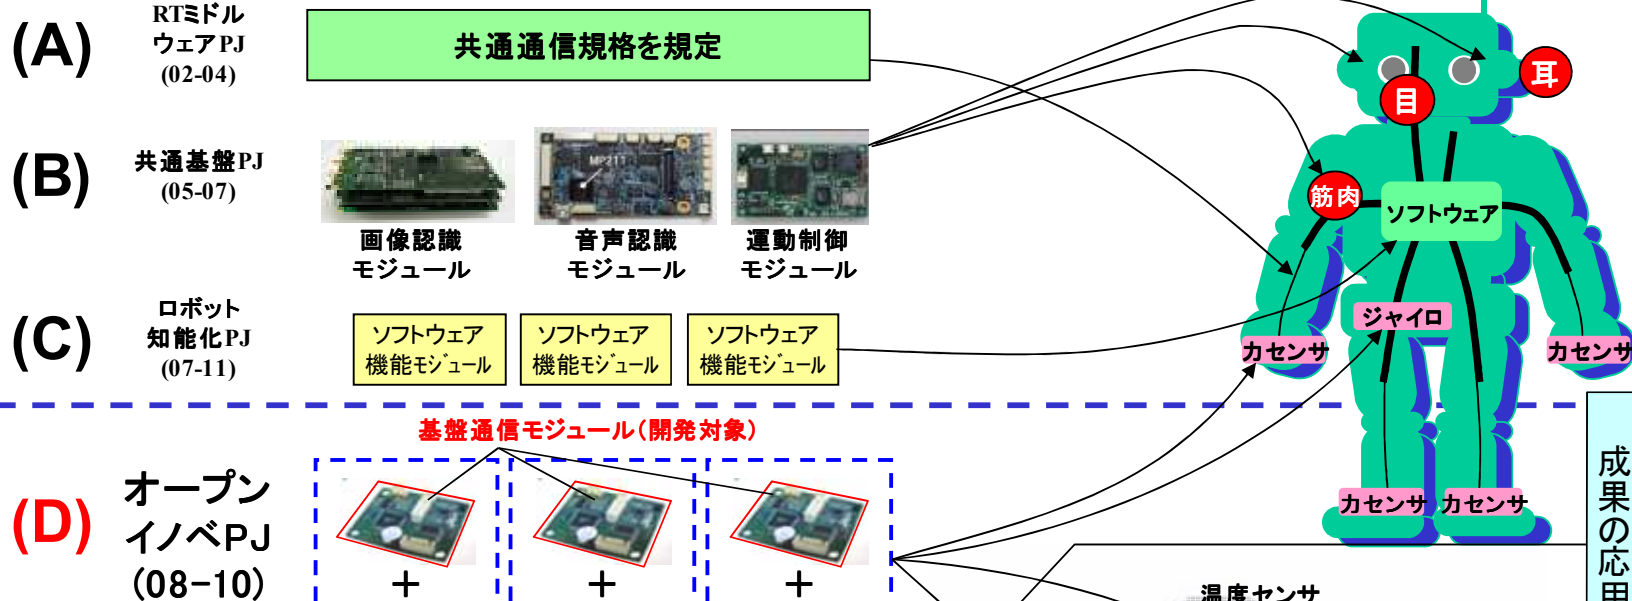 (A)
RTミドル
ウェアPJ
(02-04)
共通通信規格を規定
(B)
共通基盤PJ
(05-07)
MP211
画像認識
モジュール
音声認識
モジュール
運動制御
モジュール
(C)
ロボット
知能化PJ
(07-11)
ソフトウェア
機能モジュール
ソフトウェア
機能モジュール
ソフトウェア
機能モジュール
目
耳
筋肉
ソフトウェア
ジャイロ
力センサ
力センサ
力センサ
力センサ
基盤通信モジュール(開発対象)
(D)
オープン
イノベPJ
(08-10)
+
+
+
温度センサ
成果の応用